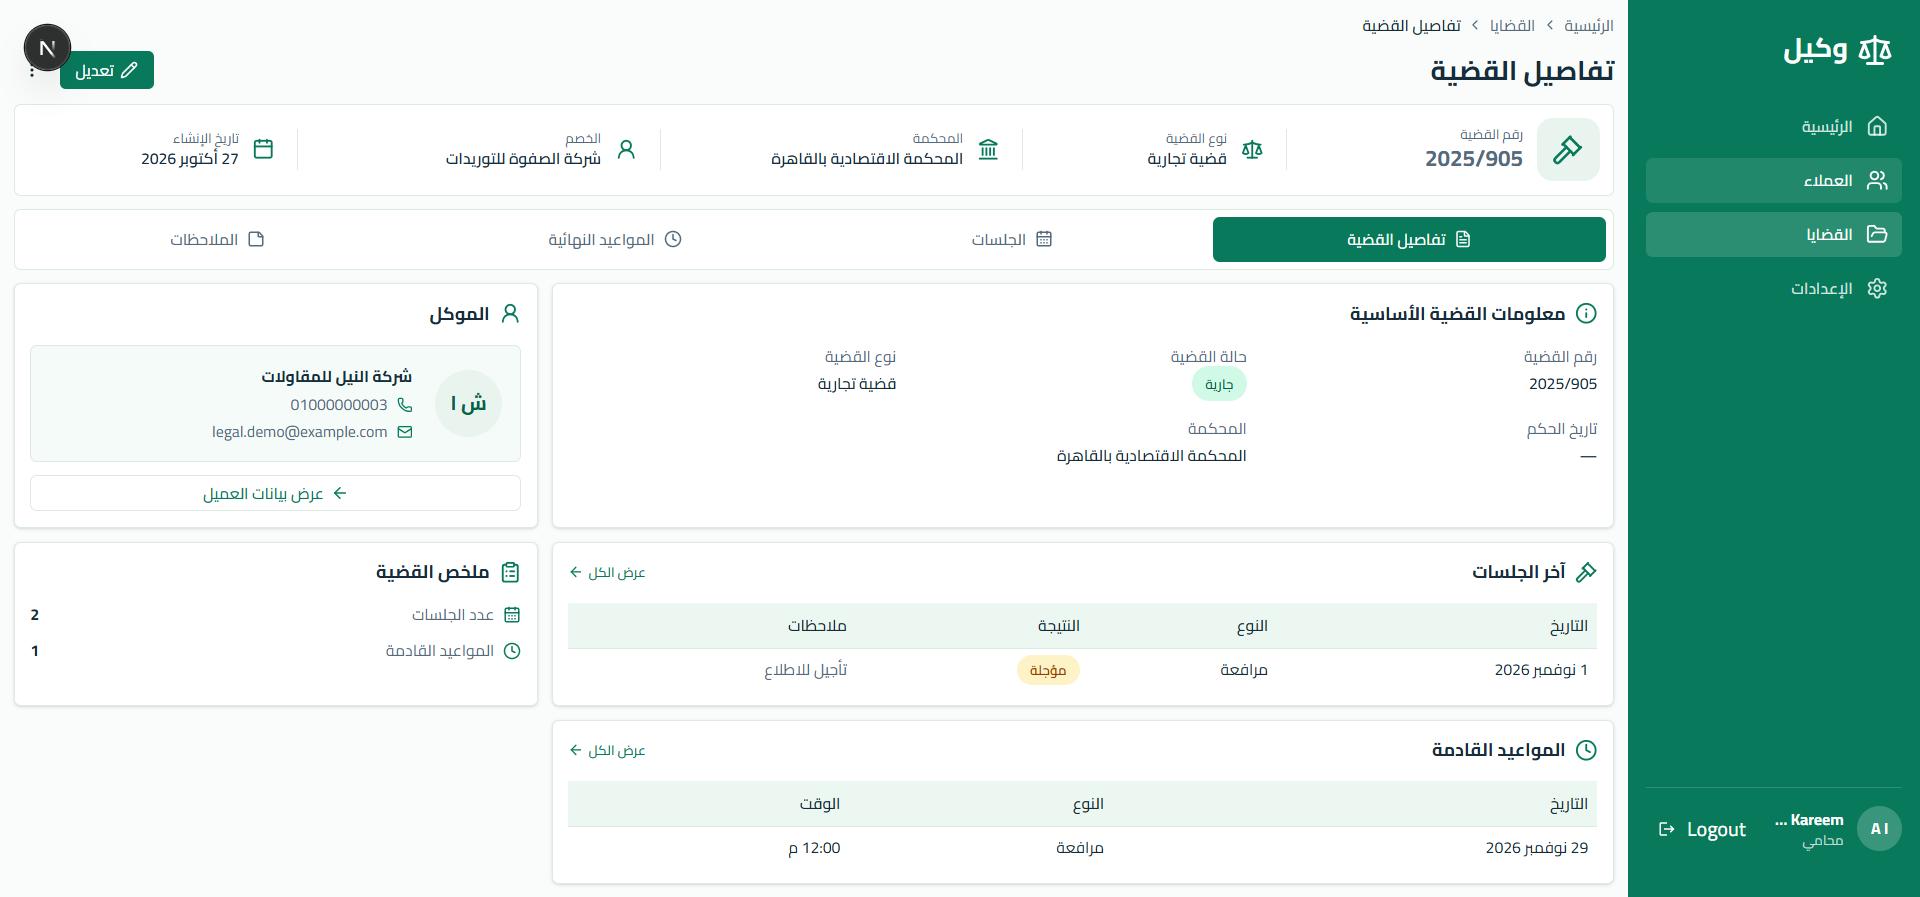 وكيل
الرئيسية
العملاء
القضايا
الإعدادات
A I
Kareem ...
محامي
Logout
الرئيسية > القضايا > تفاصيل القضية
تفاصيل القضية
تعديل
N
رقم القضية
2025/905
نوع القضية
قضية تجارية
المحكمة
المحكمة الاقتصادية بالقاهرة
الخصم
شركة الصفوة للتوريدات
تاريخ الإنشاء
27 أكتوبر 2026
تفاصيل القضية
الجلسات
المواعيد النهائية
الملاحظات
معلومات القضية الأساسية
رقم القضية
2025/905
حالة القضية
جارية
نوع القضية
قضية تجارية
تاريخ الحكم
—
المحكمة
المحكمة الاقتصادية بالقاهرة
الموكل
ش ا
شركة النيل للمقاولات
01000000003
legal.demo@example.com
عرض بيانات العميل
آخر الجلسات
عرض الكل
التاريخ النوع النتيجة ملاحظات
1 نوفمبر 2026 مرافعة مؤجلة تأجيل للاطلاع
ملخص القضية
عدد الجلسات 2
المواعيد القادمة 1
المواعيد القادمة
عرض الكل
التاريخ النوع الوقت
29 نوفمبر 2026 مرافعة 12:00 م